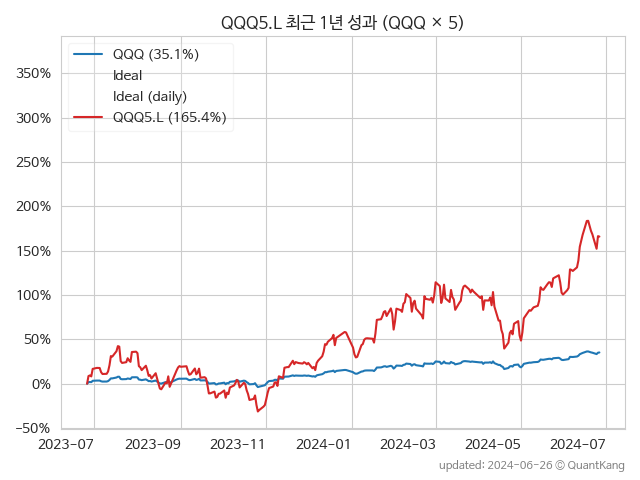 QQQ5.L 최근 1년 성과 (QQQ × 5)
QQQ (35.1%)
Ideal
Ideal (daily)
QQQ5.L (165.4%)
350%
300%
250%
200%
150%
100%
50%
0%
−50%
2023-07 2023-09 2023-11 2024-01 2024-03 2024-05 2024-07
updated: 2024-06-26 © QuantKang